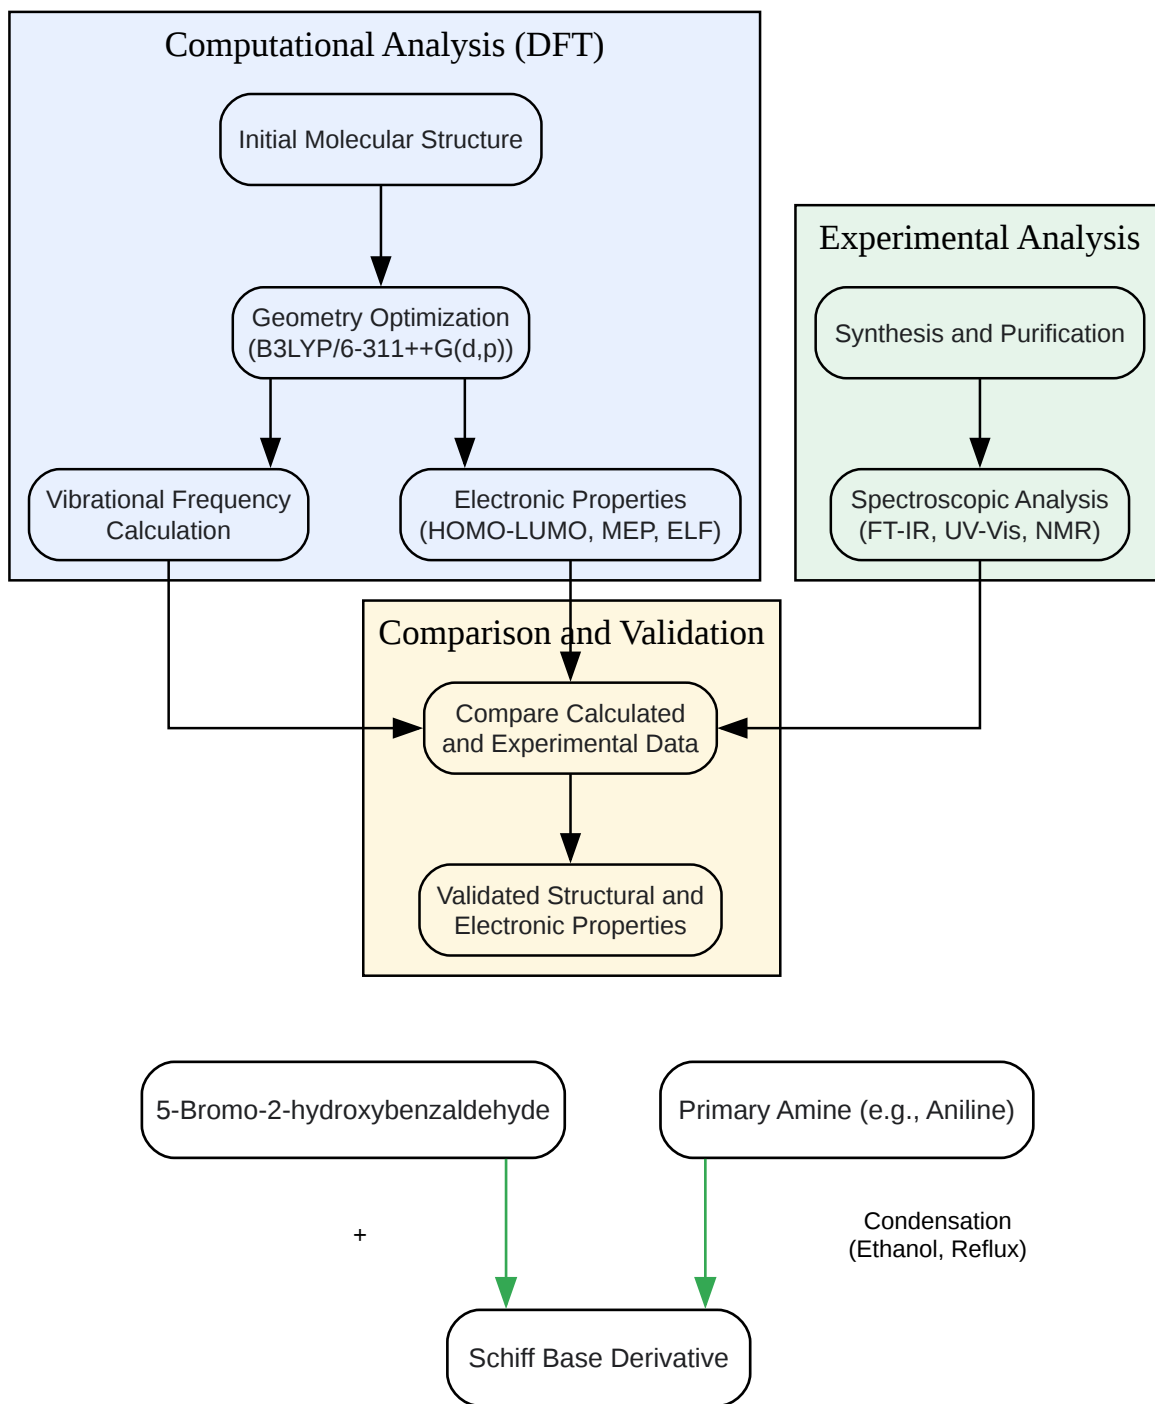 Computational Analysis (DFT)
Initial Molecular Structure
Geometry Optimization
(B3LYP/6-311++G(d,p))
Vibrational Frequency
Calculation
Electronic Properties
(HOMO-LUMO, MEP, ELF)
Experimental Analysis
Synthesis and Purification
Spectroscopic Analysis
(FT-IR, UV-Vis, NMR)
Comparison and Validation
Compare Calculated
and Experimental Data
Validated Structural and
Electronic Properties
5-Bromo-2-hydroxybenzaldehyde
Primary Amine (e.g., Aniline)
+
Condensation
(Ethanol, Reflux)
Schiff Base Derivative